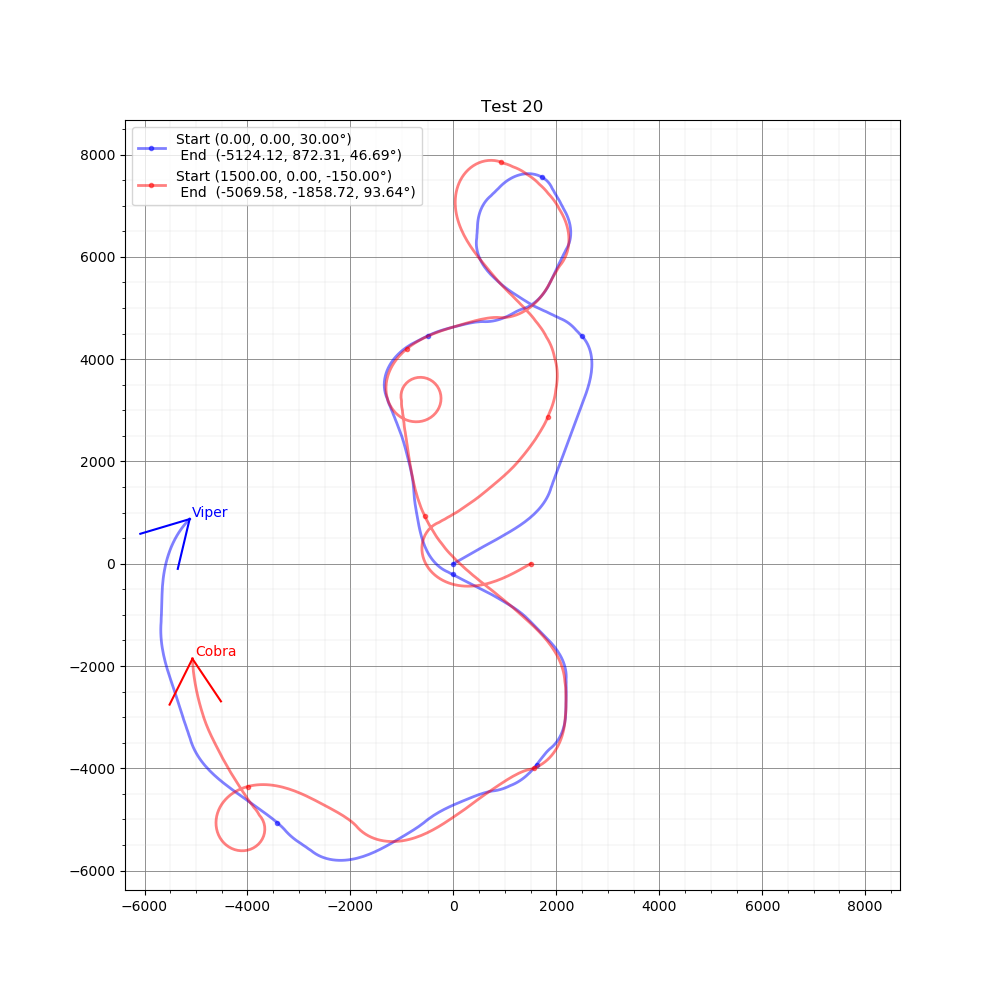 Test 20
Start (0.00, 0.00, 30.00°)
End (-5124.12, 872.31, 46.69°)
Start (1500.00, 0.00, -150.00°)
End (-5069.58, -1858.72, 93.64°)
8000
6000
4000
2000
0
−2000
−4000
−6000
Viper
Cobra
−6000 −4000 −2000 0 2000 4000 6000 8000